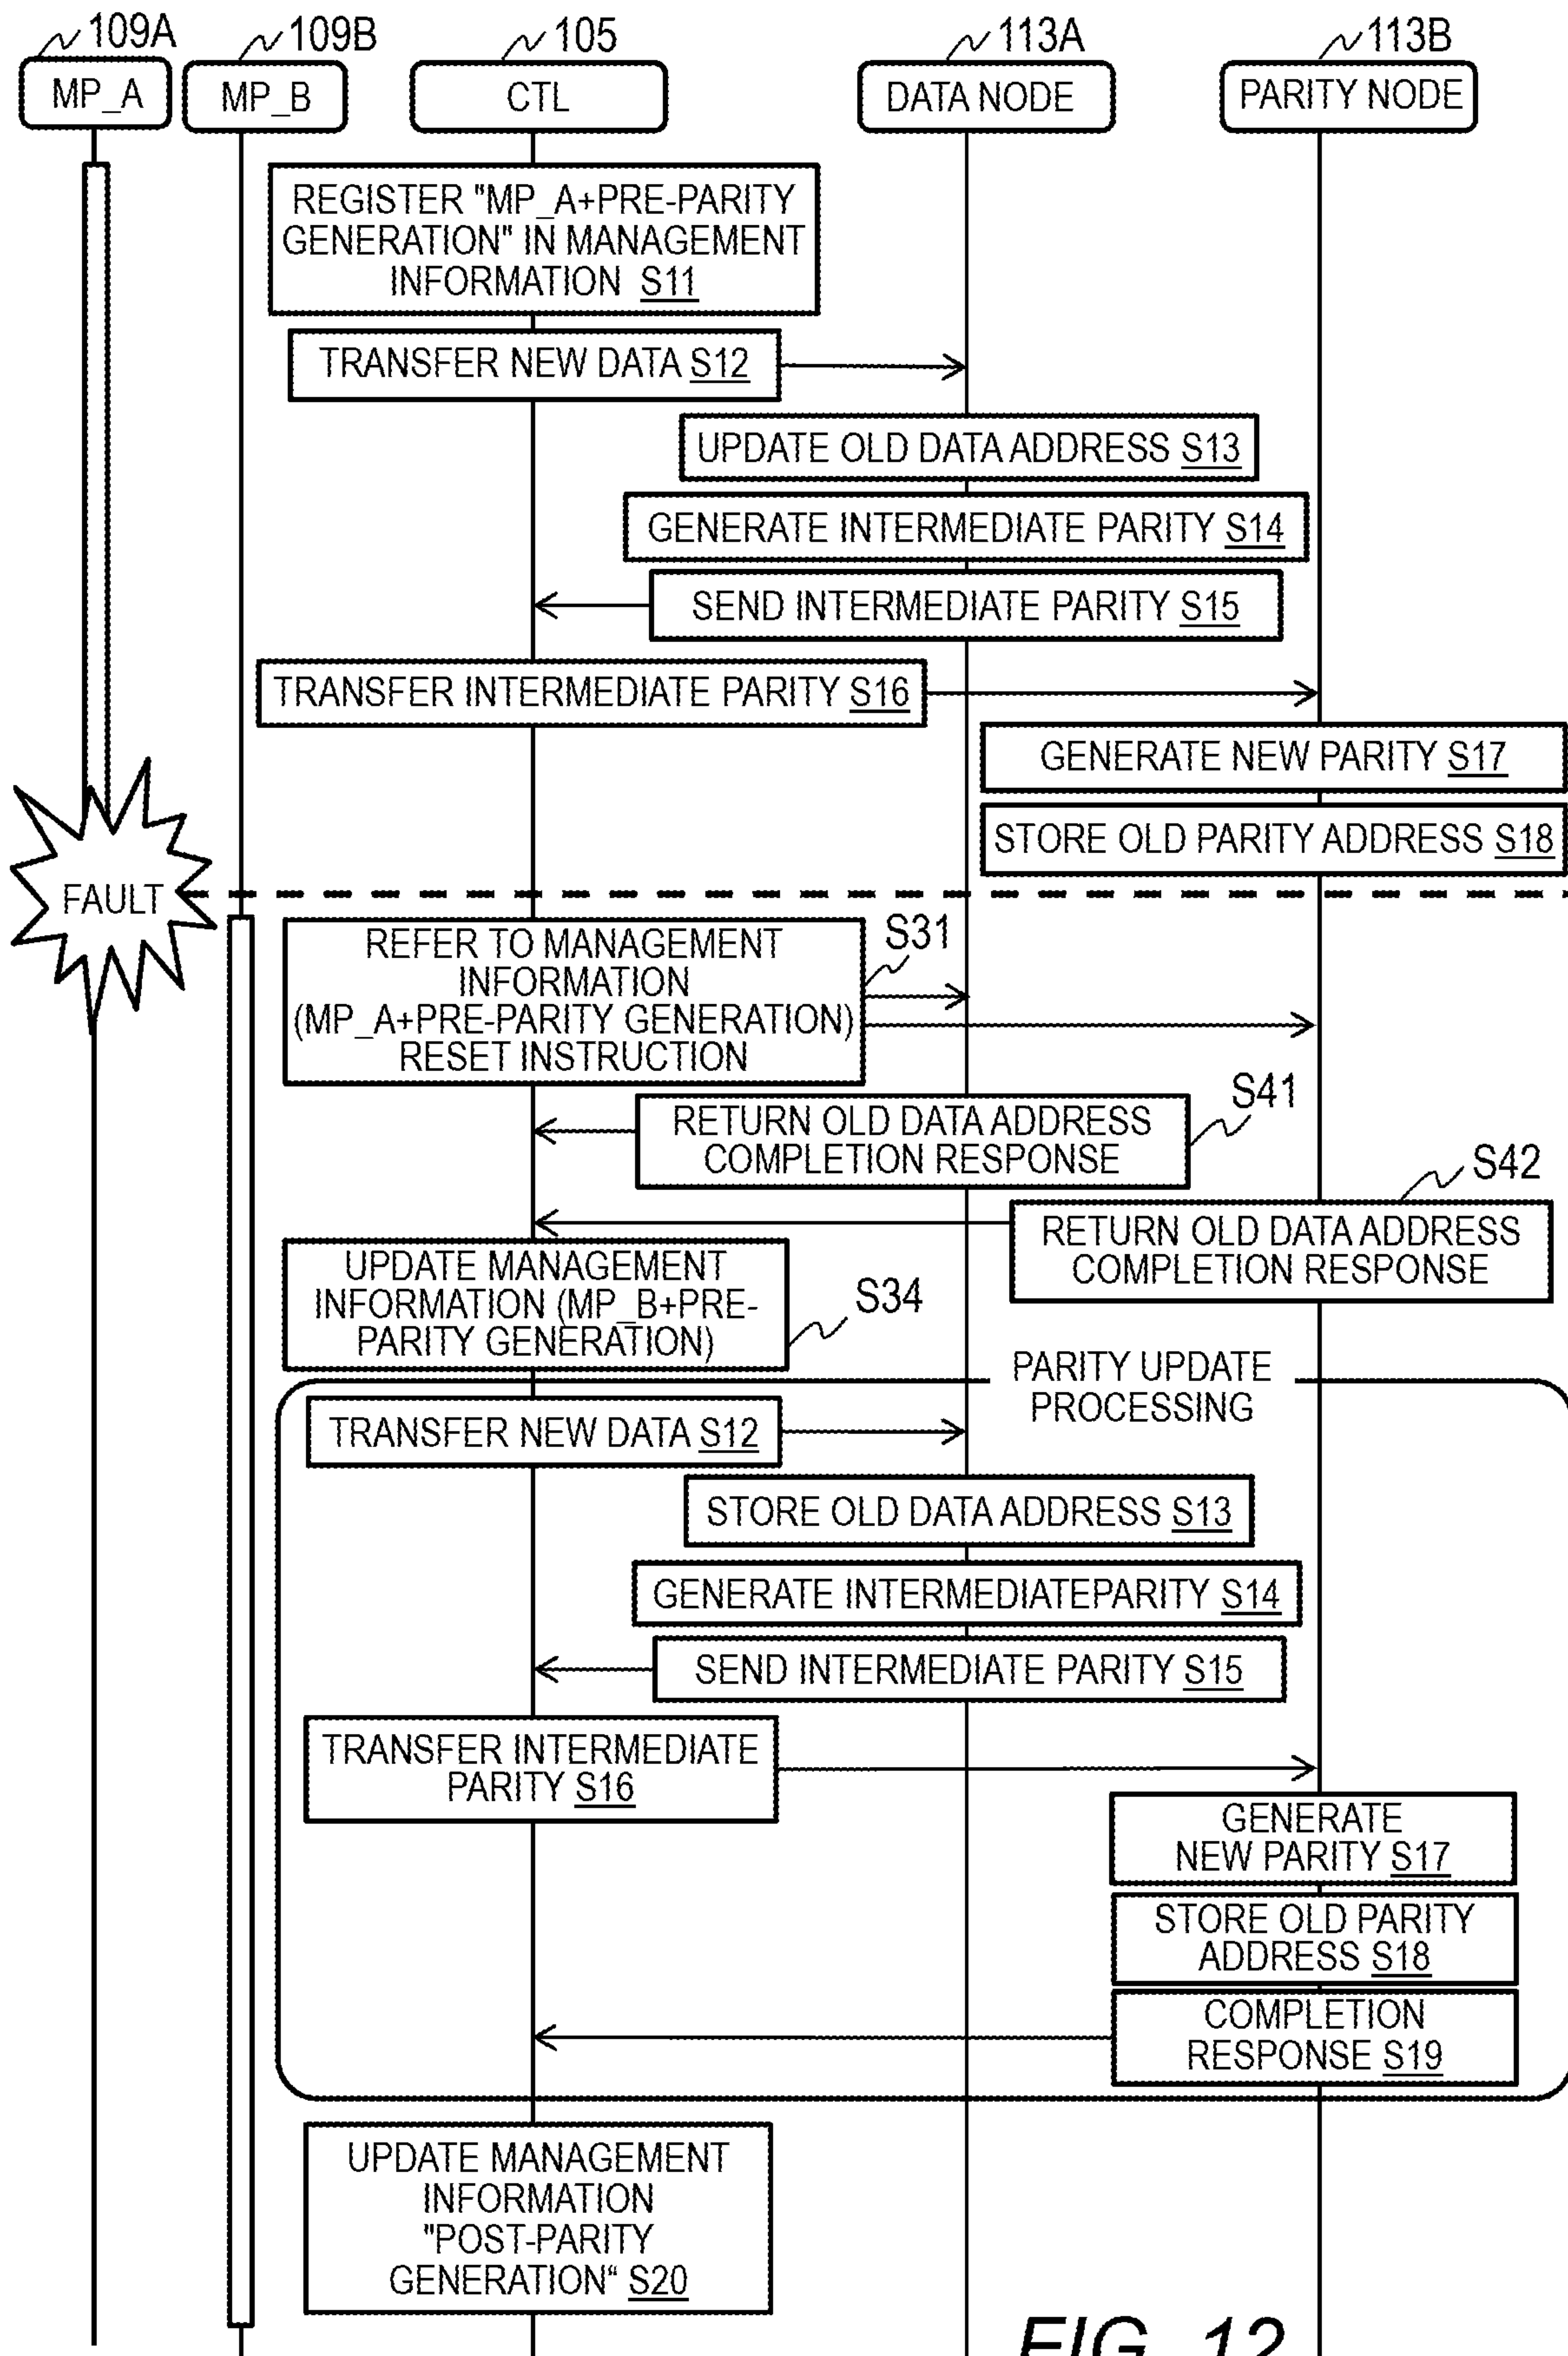 109A
109B
105
113A
113B
MP_A
MP_B
CTL
DATA NODE
PARITY NODE
REGISTER "MP_A+PRE-PARITY
GENERATION" IN MANAGEMENT
INFORMATION S11
TRANSFER NEW DATA S12
UPDATE OLD DATA ADDRESS S13
GENERATE INTERMEDIATE PARITY S14
SEND INTERMEDIATE PARITY S15
TRANSFER INTERMEDIATE PARITY S16
GENERATE NEW PARITY S17
STORE OLD PARITY ADDRESS S18
FAULT
REFER TO MANAGEMENT
INFORMATION
(MP_A+PRE-PARITY GENERATION)
RESET INSTRUCTION
S31
RETURN OLD DATA ADDRESS
COMPLETION RESPONSE
S41
S42
RETURN OLD DATA ADDRESS
COMPLETION RESPONSE
UPDATE MANAGEMENT
INFORMATION (MP_B+PRE-
PARITY GENERATION)
S34
PARITY UPDATE
PROCESSING
TRANSFER NEW DATA S12
STORE OLD DATA ADDRESS S13
GENERATE INTERMEDIATEPARITY S14
SEND INTERMEDIATE PARITY S15
TRANSFER INTERMEDIATE
PARITY S16
GENERATE
NEW PARITY S17
STORE OLD PARITY
ADDRESS S18
COMPLETION
RESPONSE S19
UPDATE MANAGEMENT
INFORMATION
"POST-PARITY
GENERATION“ S20
FIG. 12